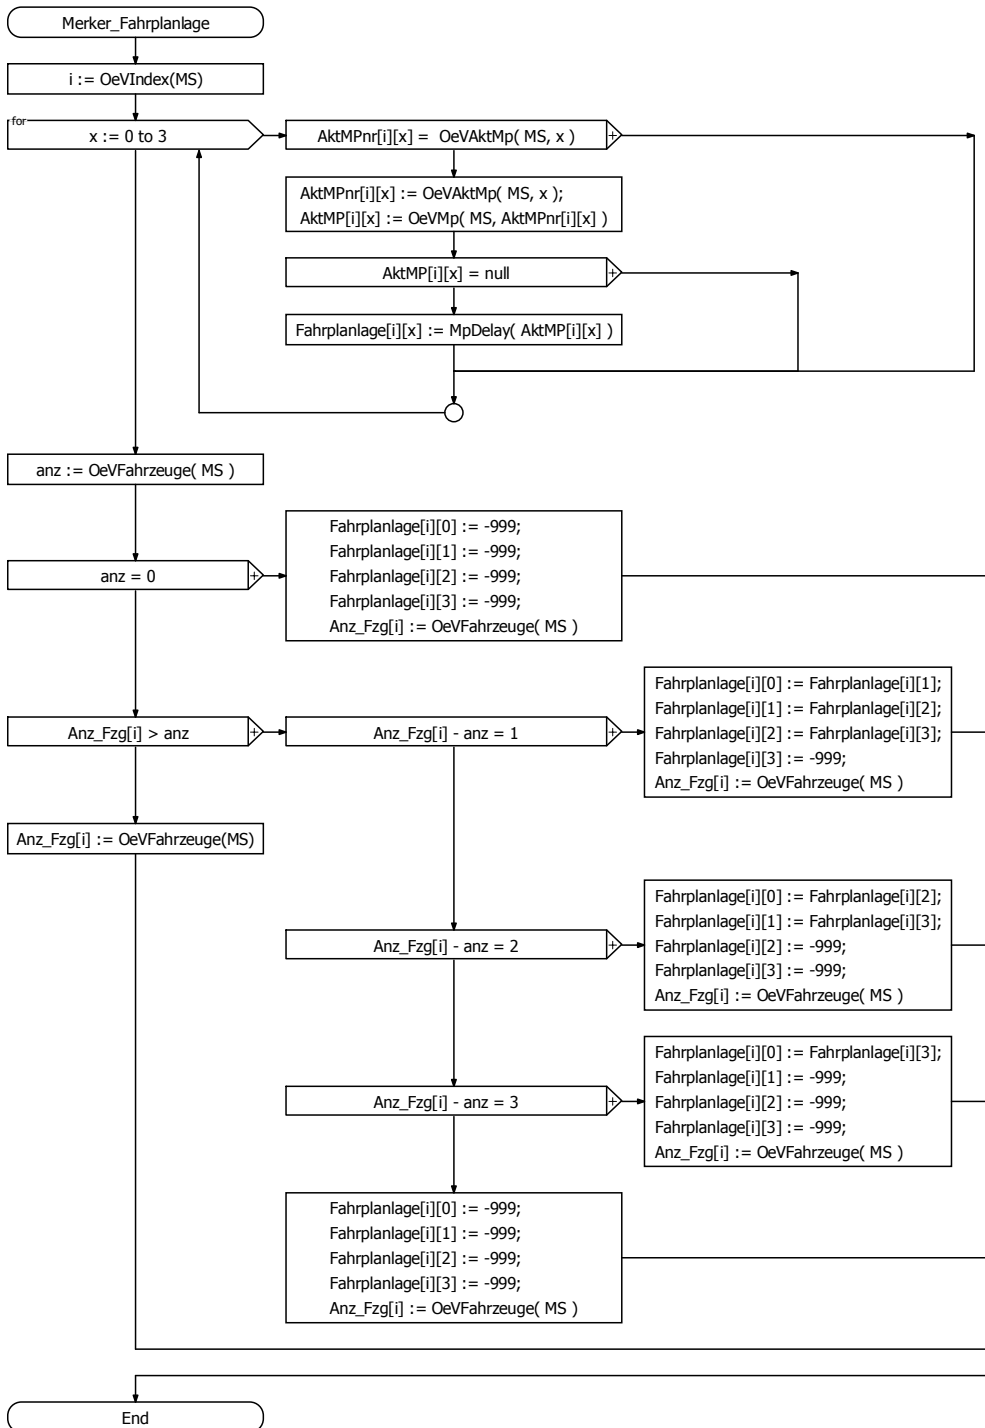 Merker_Fahrplanlage
i := OeVIndex(MS)
for
x := 0 to 3
AktMPnr[i][x] =  OeVAktMp( MS, x )
+
AktMPnr[i][x] := OeVAktMp( MS, x );
AktMP[i][x] := OeVMp( MS, AktMPnr[i][x] )
AktMP[i][x] = null
+
Fahrplanlage[i][x] := MpDelay( AktMP[i][x] )
anz := OeVFahrzeuge( MS )
anz = 0
+
Fahrplanlage[i][0] := -999;
Fahrplanlage[i][1] := -999;
Fahrplanlage[i][2] := -999;
Fahrplanlage[i][3] := -999;
Anz_Fzg[i] := OeVFahrzeuge( MS )
Anz_Fzg[i] > anz
+
Anz_Fzg[i] - anz = 1
+
Fahrplanlage[i][0] := Fahrplanlage[i][1];
Fahrplanlage[i][1] := Fahrplanlage[i][2];
Fahrplanlage[i][2] := Fahrplanlage[i][3];
Fahrplanlage[i][3] := -999;
Anz_Fzg[i] := OeVFahrzeuge( MS )
Anz_Fzg[i] := OeVFahrzeuge(MS)
Anz_Fzg[i] - anz = 2
+
Fahrplanlage[i][0] := Fahrplanlage[i][2];
Fahrplanlage[i][1] := Fahrplanlage[i][3];
Fahrplanlage[i][2] := -999;
Fahrplanlage[i][3] := -999;
Anz_Fzg[i] := OeVFahrzeuge( MS )
Anz_Fzg[i] - anz = 3
+
Fahrplanlage[i][0] := Fahrplanlage[i][3];
Fahrplanlage[i][1] := -999;
Fahrplanlage[i][2] := -999;
Fahrplanlage[i][3] := -999;
Anz_Fzg[i] := OeVFahrzeuge( MS )
Fahrplanlage[i][0] := -999;
Fahrplanlage[i][1] := -999;
Fahrplanlage[i][2] := -999;
Fahrplanlage[i][3] := -999;
Anz_Fzg[i] := OeVFahrzeuge( MS )
End